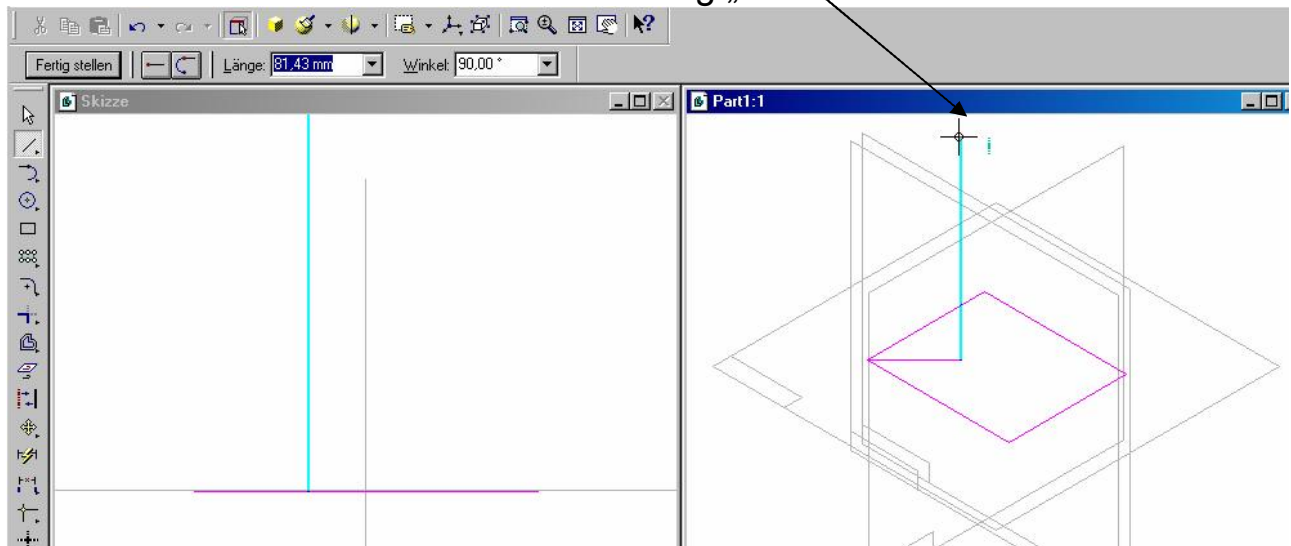 g „
Fertig stellen Länge: 81,43 mm Winkel: 90,00 °
Skizze Part1:1